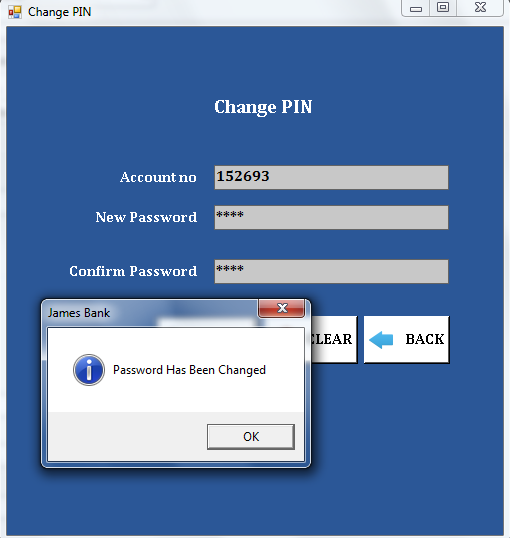 Change PIN
Change PIN
Account no 152693
New Password ****
Confirm Password ****
James Bank
CLEAR
BACK
Password Has Been Changed
OK